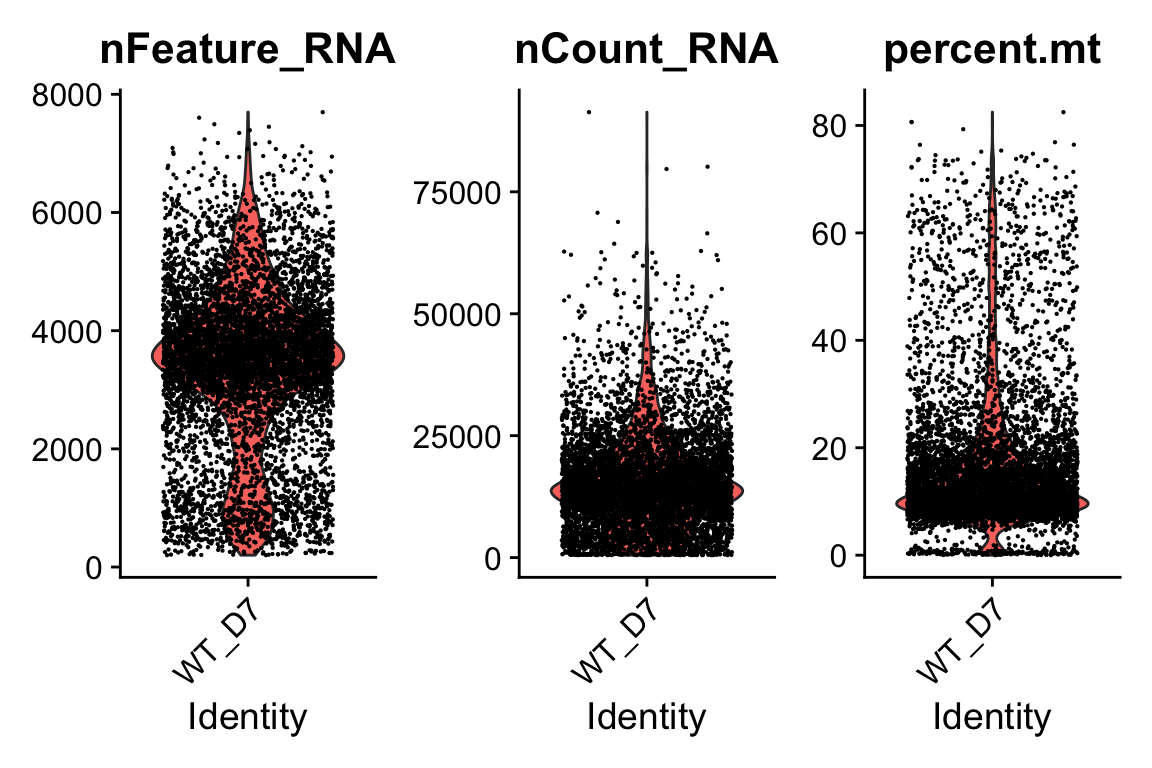 nFeature_RNA
8000
6000
4000
2000
0
WT_D7
Identity
nCount_RNA
75000
50000
25000
0
WT_D7
Identity
percent.mt
80
60
40
20
0
WT_D7
Identity